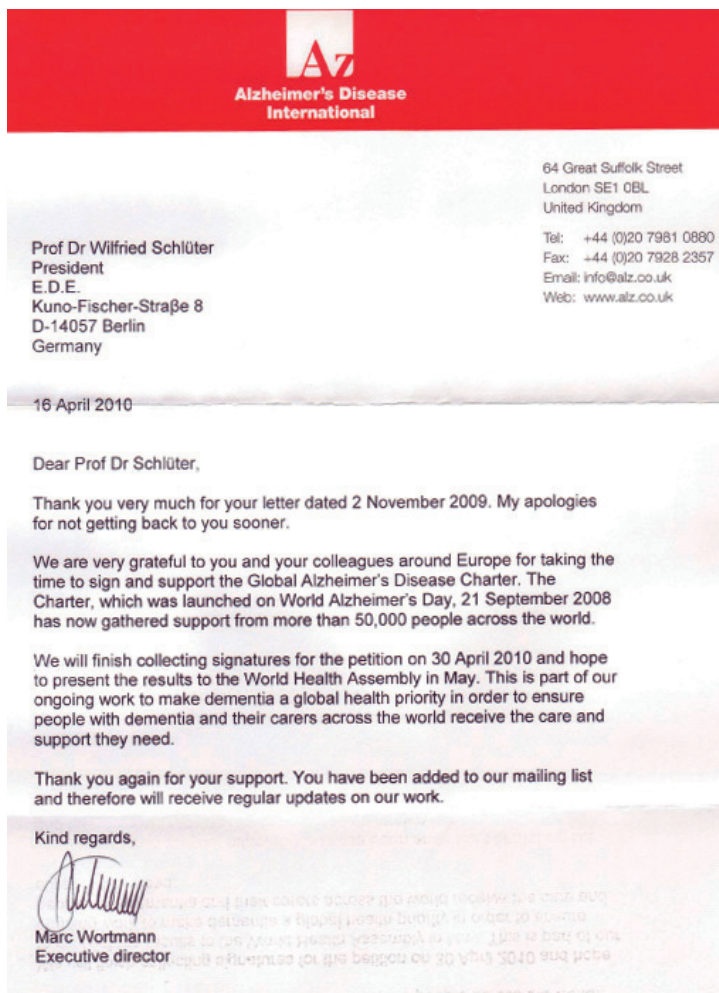 Az
Alzheimer's Disease
International
64 Great Suffolk Street
London SE1 0BL
United Kingdom
Tel: +44 (0)20 7981 0880
Fax: +44 (0)20 7928 2357
Email: info@alz.co.uk
Web: www.alz.co.uk
Prof Dr Wilfried Schlüter
President
E.D.E.
Kuno-Fischer-Straβe 8
D-14057 Berlin
Germany
16 April 2010
Dear Prof Dr Schlüter,
Thank you very much for your letter dated 2 November 2009. My apologies
for not getting back to you sooner.
We are very grateful to you and your colleagues around Europe for taking the
time to sign and support the Global Alzheimer's Disease Charter. The
Charter, which was launched on World Alzheimer's Day, 21 September 2008
has now gathered support from more than 50,000 people across the world.
We will finish collecting signatures for the petition on 30 April 2010 and hope
to present the results to the World Health Assembly in May. This is part of our
ongoing work to make dementia a global health priority in order to ensure
people with dementia and their carers across the world receive the care and
support they need.
Thank you again for your support. You have been added to our mailing list
and therefore will receive regular updates on our work.
Kind regards,
Marc Wortmann
Executive director